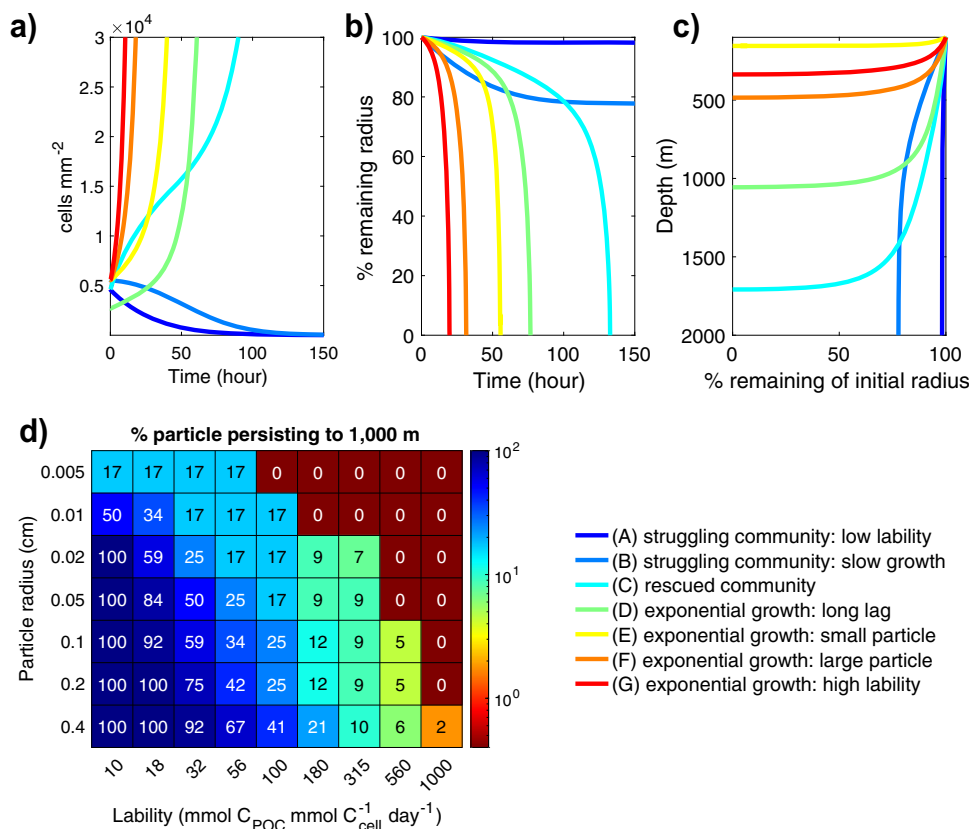 a)
×10⁴
3
2.5
2
1.5
1
0.5
cells mm⁻²
0
50
100
150
Time (hour)
b)
100
80
60
40
20
0
% remaining radius
0
50
100
150
Time (hour)
c)
500
1000
1500
2000
Depth (m)
0
50
100
% remaining of initial radius
d)
% particle persisting to 1,000 m
Particle radius (cm)
0.005 17 17 17 17 0 0 0 0 0
0.01 50 34 17 17 17 0 0 0 0
0.02 100 59 25 17 17 9 7 0 0
0.05 100 84 50 25 17 9 9 0 0
0.1 100 92 59 34 25 12 9 5 0
0.2 100 100 75 42 25 12 9 5 0
0.4 100 100 92 67 41 21 10 6 2
10 18 32 56 100 180 315 560 1000
Lability (mmol C_POC mmol C_cell⁻¹ day⁻¹)
10²
10¹
10⁰
(A) struggling community: low lability
(B) struggling community: slow growth
(C) rescued community
(D) exponential growth: long lag
(E) exponential growth: small particle
(F) exponential growth: large particle
(G) exponential growth: high lability